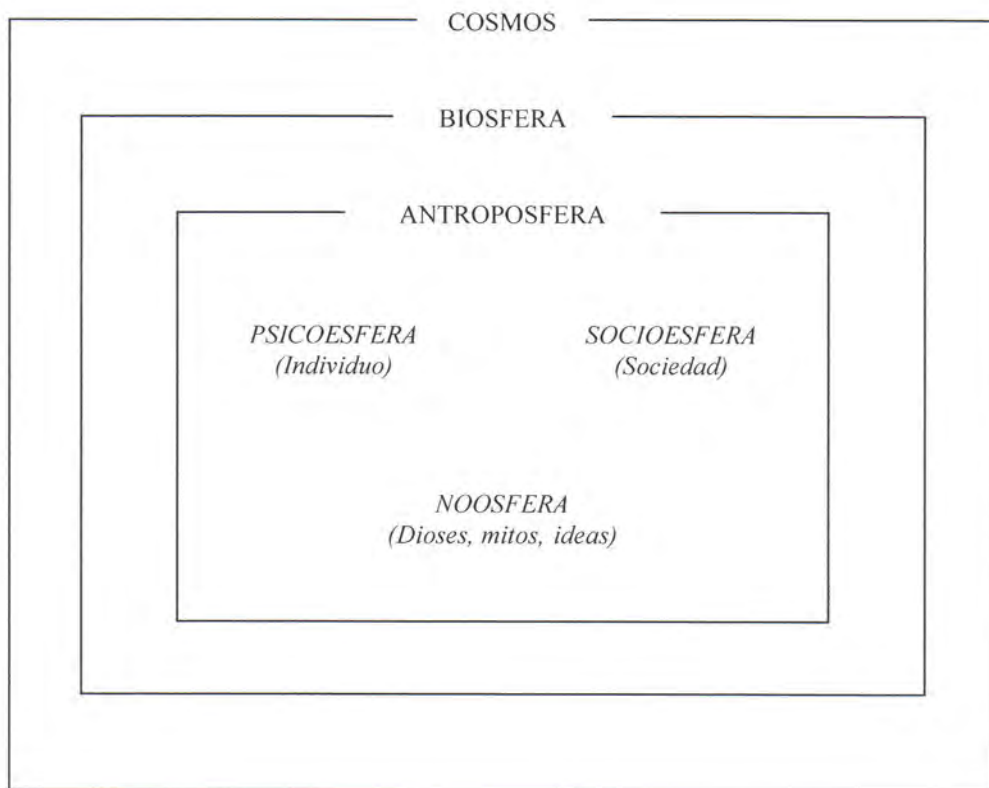 COSMOS
BIOSFERA
ANTROPOSFERA
PSICOESFERA
(Individuo)
SOCIOESFERA
(Sociedad)
NOOSFERA
(Dioses, mitos, ideas)